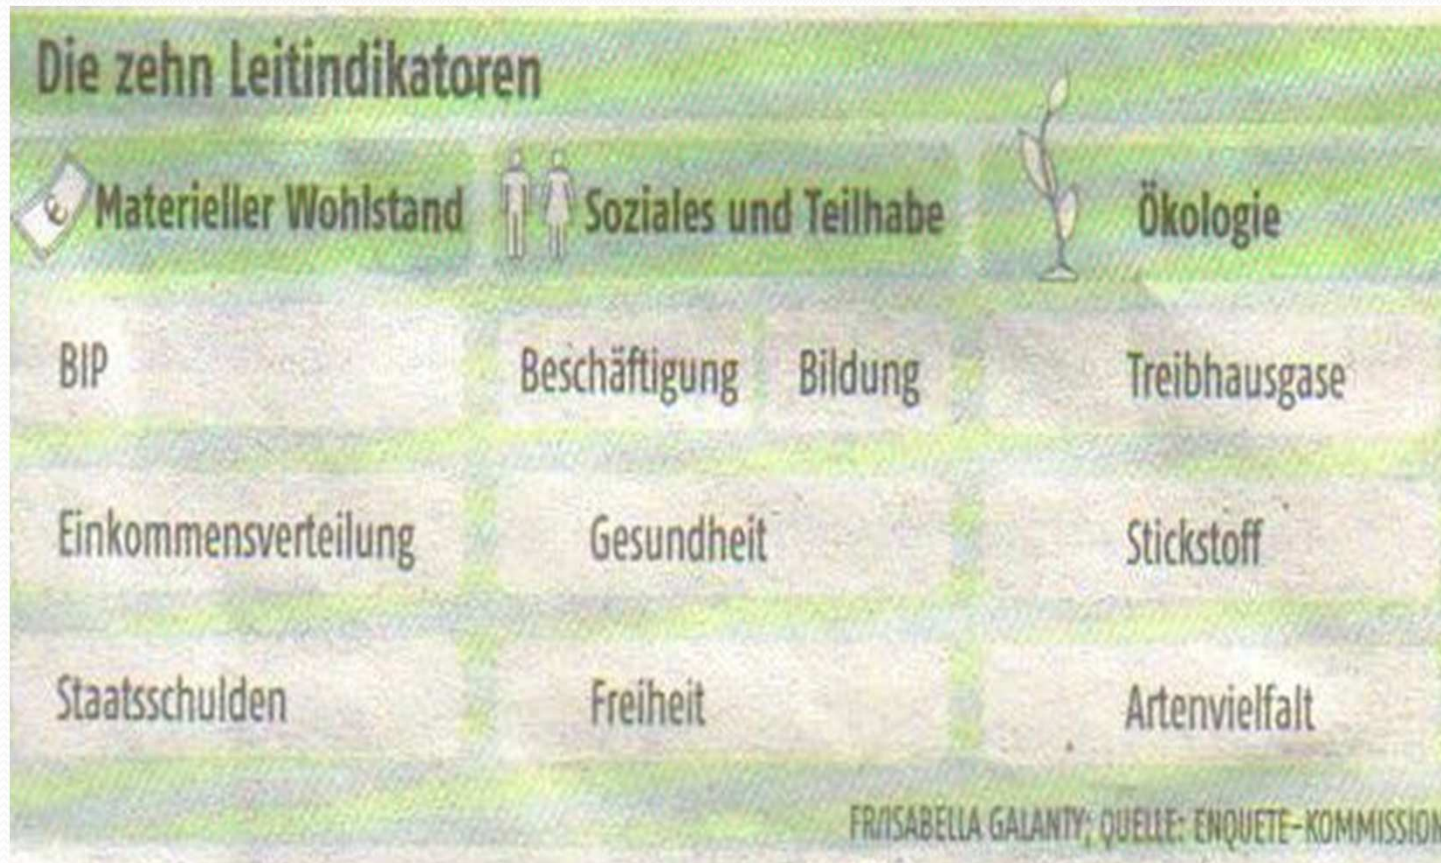 Die zehn Leitindikatoren
€ Materieller Wohlstand Soziales und Teilhabe Ökologie
BIP Beschäftigung Bildung Treibhausgase
Einkommensverteilung Gesundheit Stickstoff
Staatsschulden Freiheit Artenvielfalt
FR/ISABELLA GALANTY; QUELLE: ENQUETE-KOMMISSION